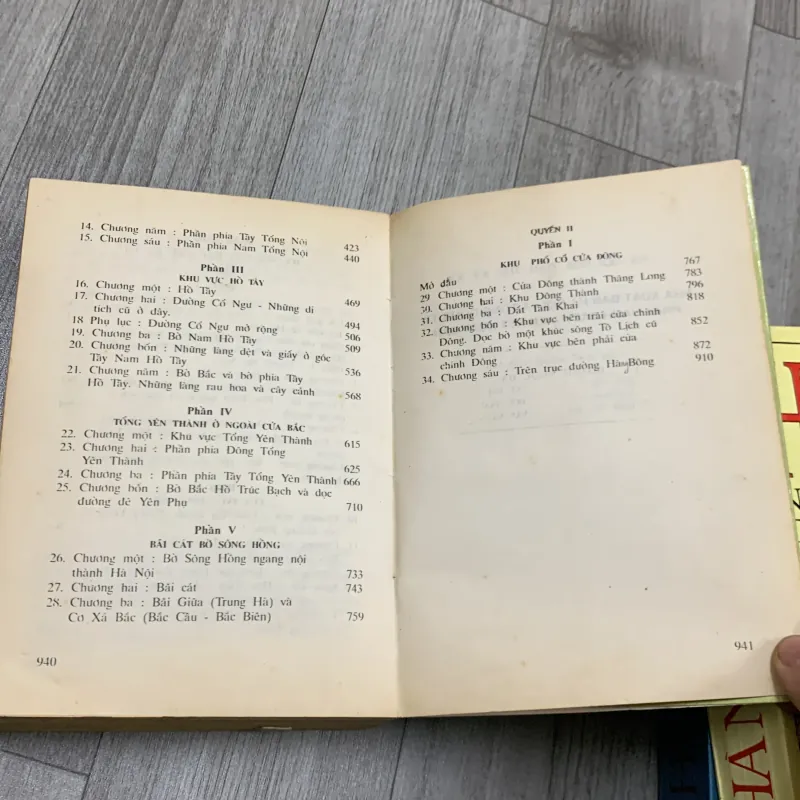 14. Chương năm : Phần phía Tây Tổng Nội 423
15. Chương sáu : Phần phía Nam Tổng Nội 440
Phần III
KHU VỰC HỒ TÂY
16. Chương một : Hồ Tây
17. Chương hai : Đường Cổ Ngư - Những di
tích cũ ở đây. 469
18 Phụ lục : Đường Cổ Ngư mở rộng 494
19. Chương ba : Bờ Nam Hồ Tây 506
20. Chương bốn : Những làng dệt và giấy ở góc
Tây Nam Hồ Tây 509
21. Chương năm : Bờ Bắc và bờ phía Tây 536
Hồ Tây. Những làng rau hoa và cây cảnh 568
Phần IV
TỔNG YÊN THÀNH Ở NGOÀI CỬA BẮC
22. Chương một : Khu vực Tổng Yên Thành 615
23. Chương hai : Phần phía Đông Tổng
Yên Thành 625
24. Chương ba : Phần phía Tây Tổng Yên Thành 666
25. Chương bốn : Bờ Bắc Hồ Trúc Bạch và dọc
đường đê Yên Phụ 710
Phần V
BÃI CÁT BỜ SÔNG HỒNG
26. Chương một : Bờ Sông Hồng ngang nội
thành Hà Nội 733
27. Chương hai : Bãi cát 743
28. Chương ba : Bãi Giữa (Trung Hà) và
Cơ Xá Bắc (Bắc Cầu - Bắc Biên) 759
940
QUYỂN II
Phần I
KHU PHỐ CỔ CỬA ĐÔNG
Mở đầu 767
29 Chương một : Cửa Đông thành Thăng Long 783
30. Chương hai : Khu Đông Thành 796
31. Chương ba : Đất Tân Khai 818
32. Chương bốn : Khu vực bên trái cửa chính
Đông. Dọc bờ một khúc sông Tô Lịch cũ 852
33. Chương năm : Khu vực bên phải cửa
chính Đông 872
34. Chương sáu : Trên trục đường Hàng Bông 910
941